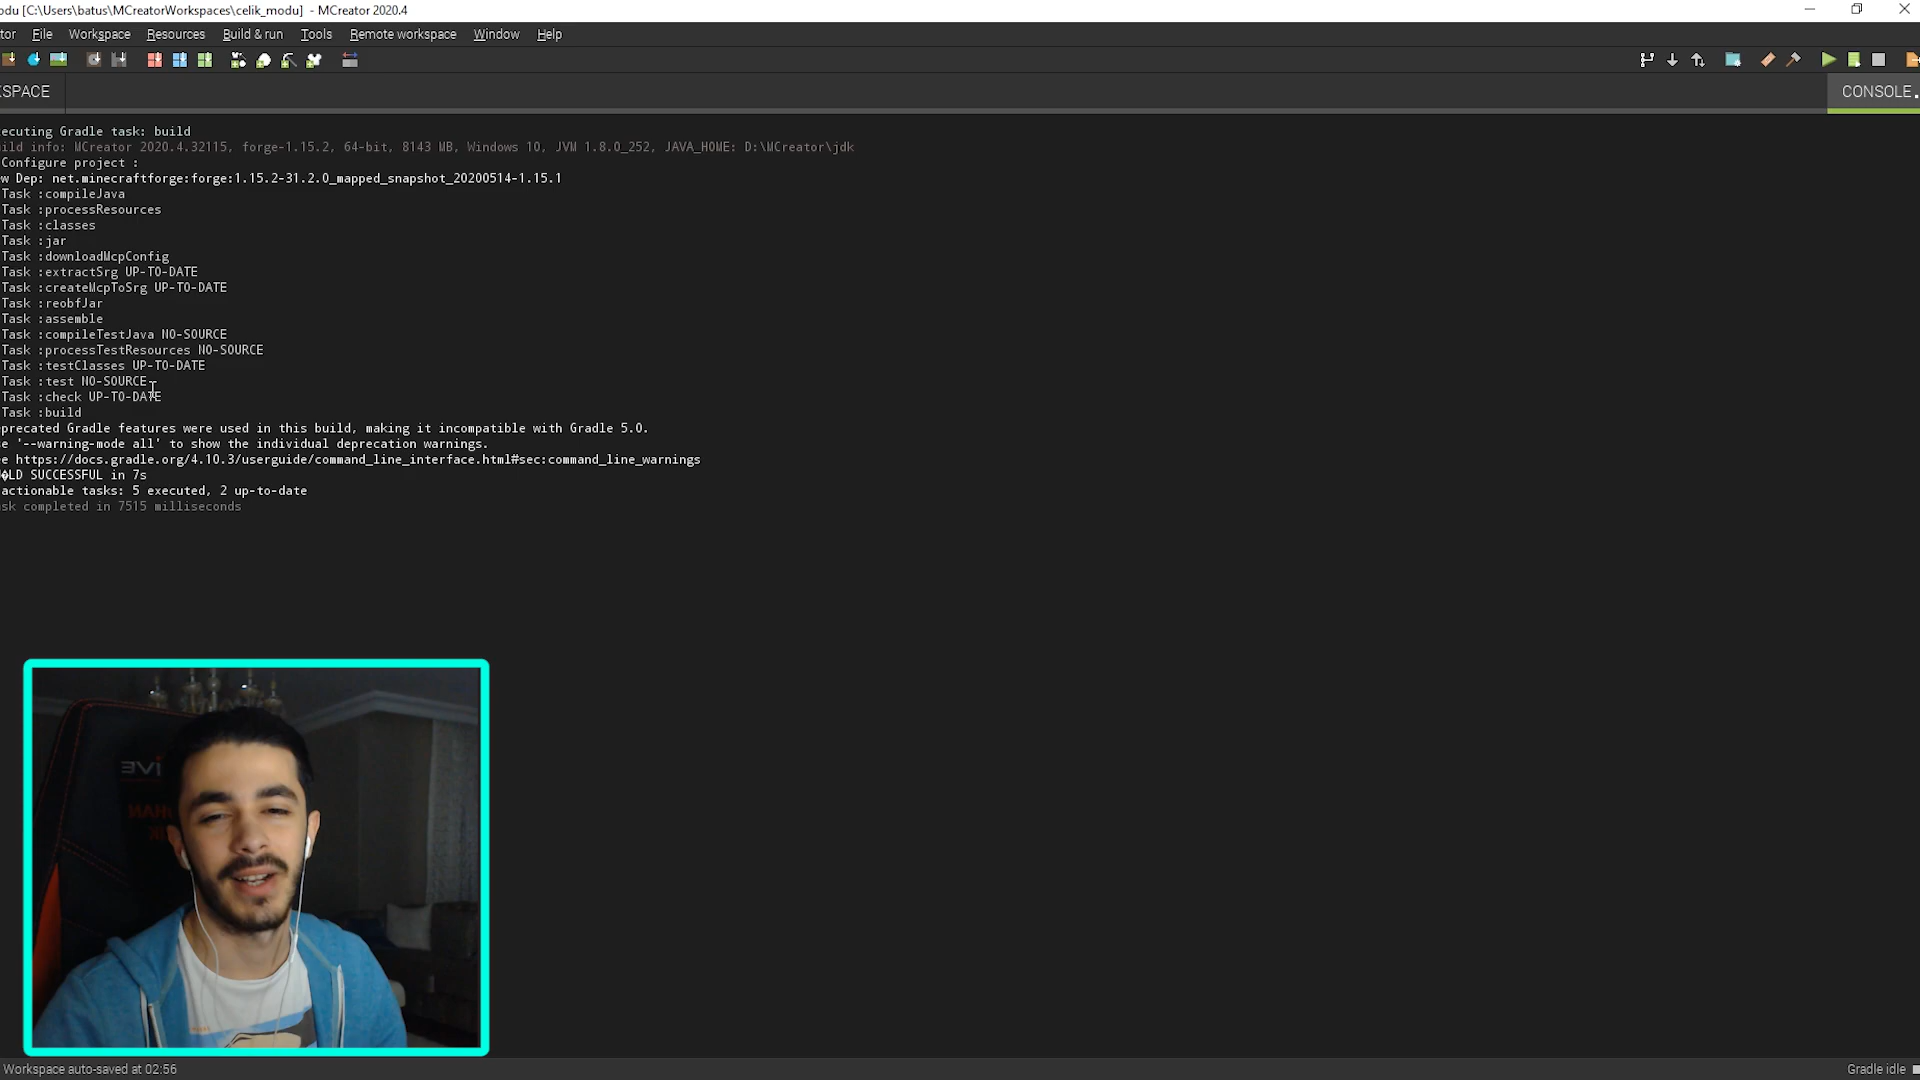 odu [C:\Users\batus\MCreatorWorkspaces\celik_modu] - MCreator 2020.4
tor File Workspace Resources Build & run Tools Remote workspace Window Help
SPACE
CONSOLE
ecuting Gradle task: build
ild info: MCreator 2020.4.32115, forge-1.15.2, 64-bit, 8143 MB, Windows 10, JVM 1.8.0_252, JAVA_HOME: D:\MCreator\jdk
Configure project :
w Dep: net.minecraftforge:forge:1.15.2-31.2.0_mapped_snapshot_20200514-1.15.1
Task :compileJava
Task :processResources
Task :classes
Task :jar
Task :downloadMcpConfig
Task :extractSrg UP-TO-DATE
Task :createMcpToSrg UP-TO-DATE
Task :reobfJar
Task :assemble
Task :compileTestJava NO-SOURCE
Task :processTestResources NO-SOURCE
Task :testClasses UP-TO-DATE
Task :test NO-SOURCE
Task :check UP-TO-DATE
Task :build
precated Gradle features were used in this build, making it incompatible with Gradle 5.0.
e '--warning-mode all' to show the individual deprecation warnings.
e https://docs.gradle.org/4.10.3/userguide/command_line_interface.html#sec:command_line_warnings
LD SUCCESSFUL in 7s
actionable tasks: 5 executed, 2 up-to-date
sk completed in 7515 milliseconds
Workspace auto-saved at 02:56
Gradle idle